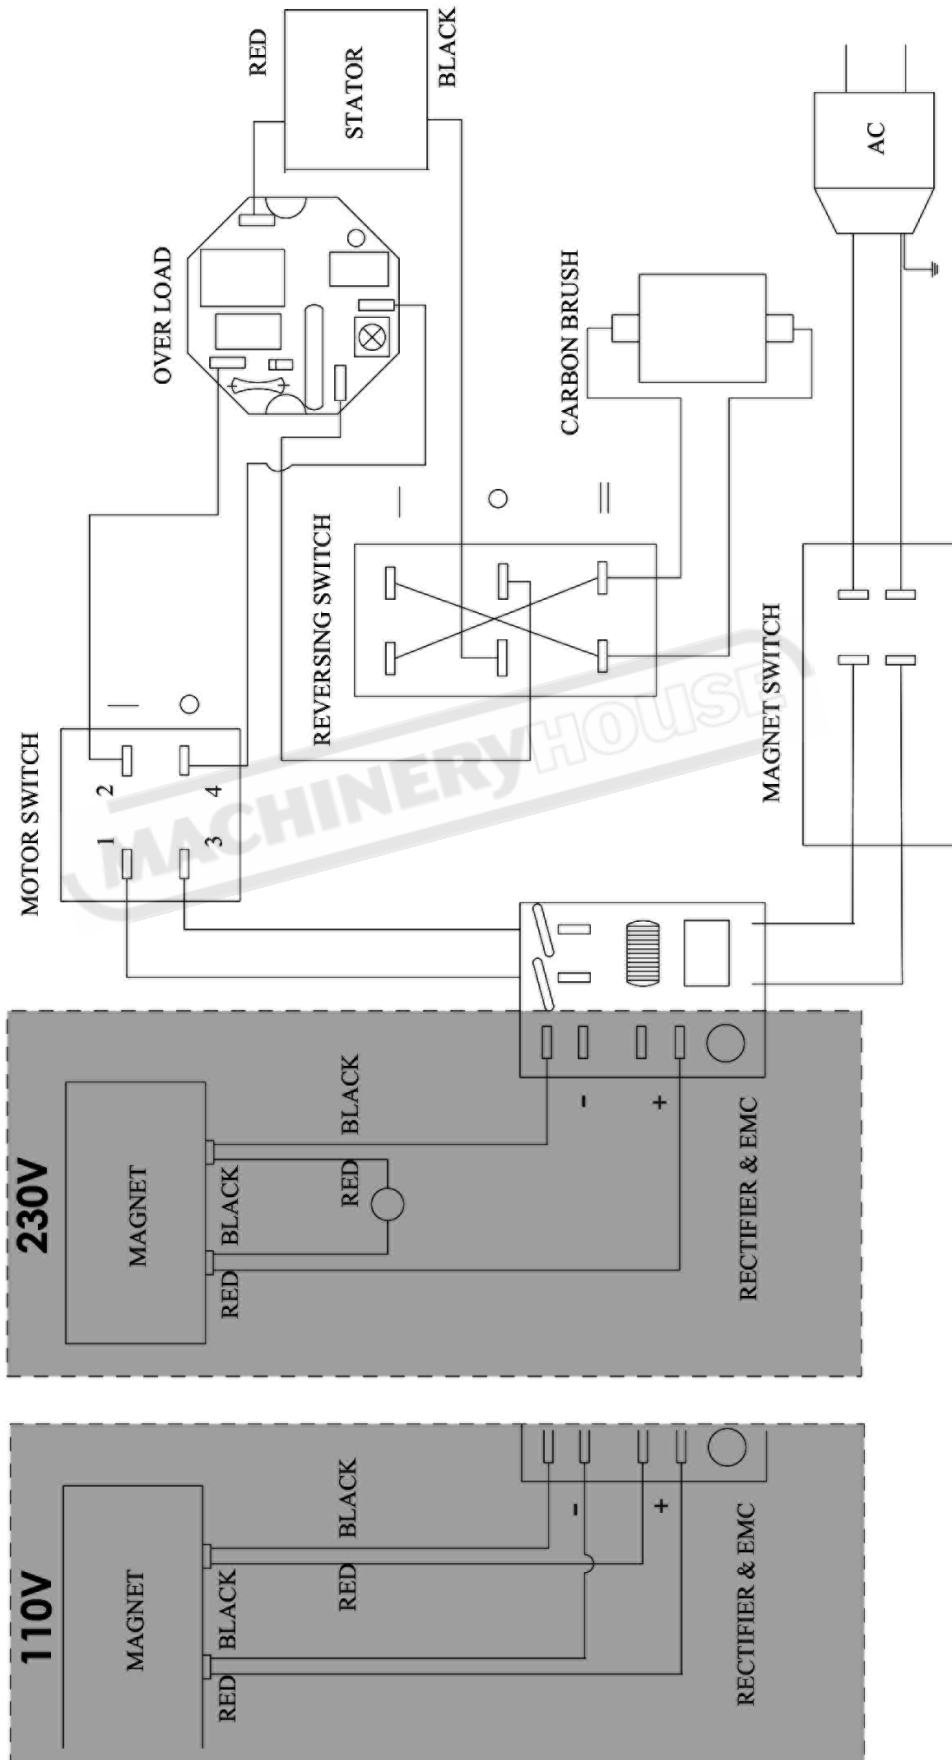 RED
STATOR
BLACK
AC
OVER LOAD
CARBON BRUSH
REVERSING SWITCH
MOTOR SWITCH
1
2
3
4
MAGNET SWITCH
MACHINERYHOUSE
230V
MAGNET
RED
BLACK
RED
BLACK
-
+
RECTIFIER & EMC
110V
MAGNET
RED
BLACK
RED
BLACK
-
+
RECTIFIER & EMC